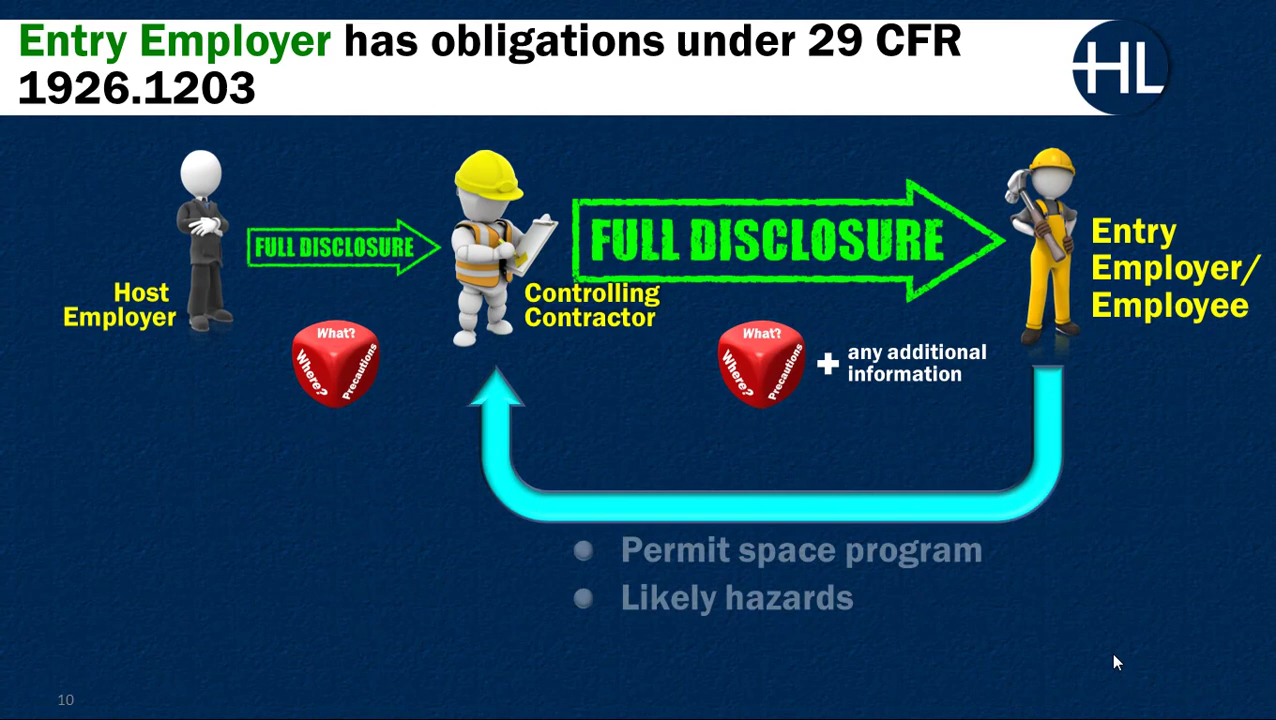 Entry Employer has obligations under 29 CFR
1926.1203
HL
FULL DISCLOSURE
FULL DISCLOSURE
Host
Employer
Controlling
Contractor
Entry
Employer/
Employee
What?
Where?
Precautions
What?
Where?
Precautions
+ any additional
information
Permit space program
Likely hazards
10